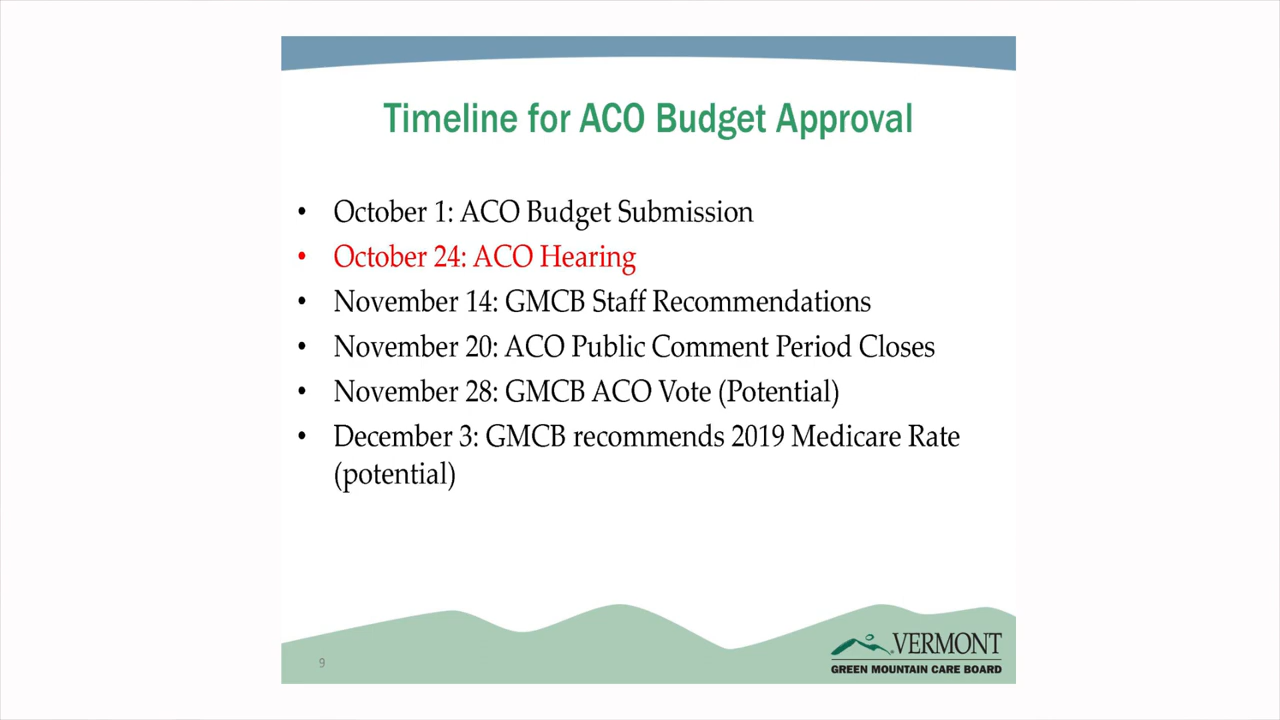 Timeline for ACO Budget Approval
• October 1: ACO Budget Submission
• October 24: ACO Hearing
• November 14: GMCB Staff Recommendations
• November 20: ACO Public Comment Period Closes
• November 28: GMCB ACO Vote (Potential)
• December 3: GMCB recommends 2019 Medicare Rate
(potential)
9
VERMONT
GREEN MOUNTAIN CARE BOARD